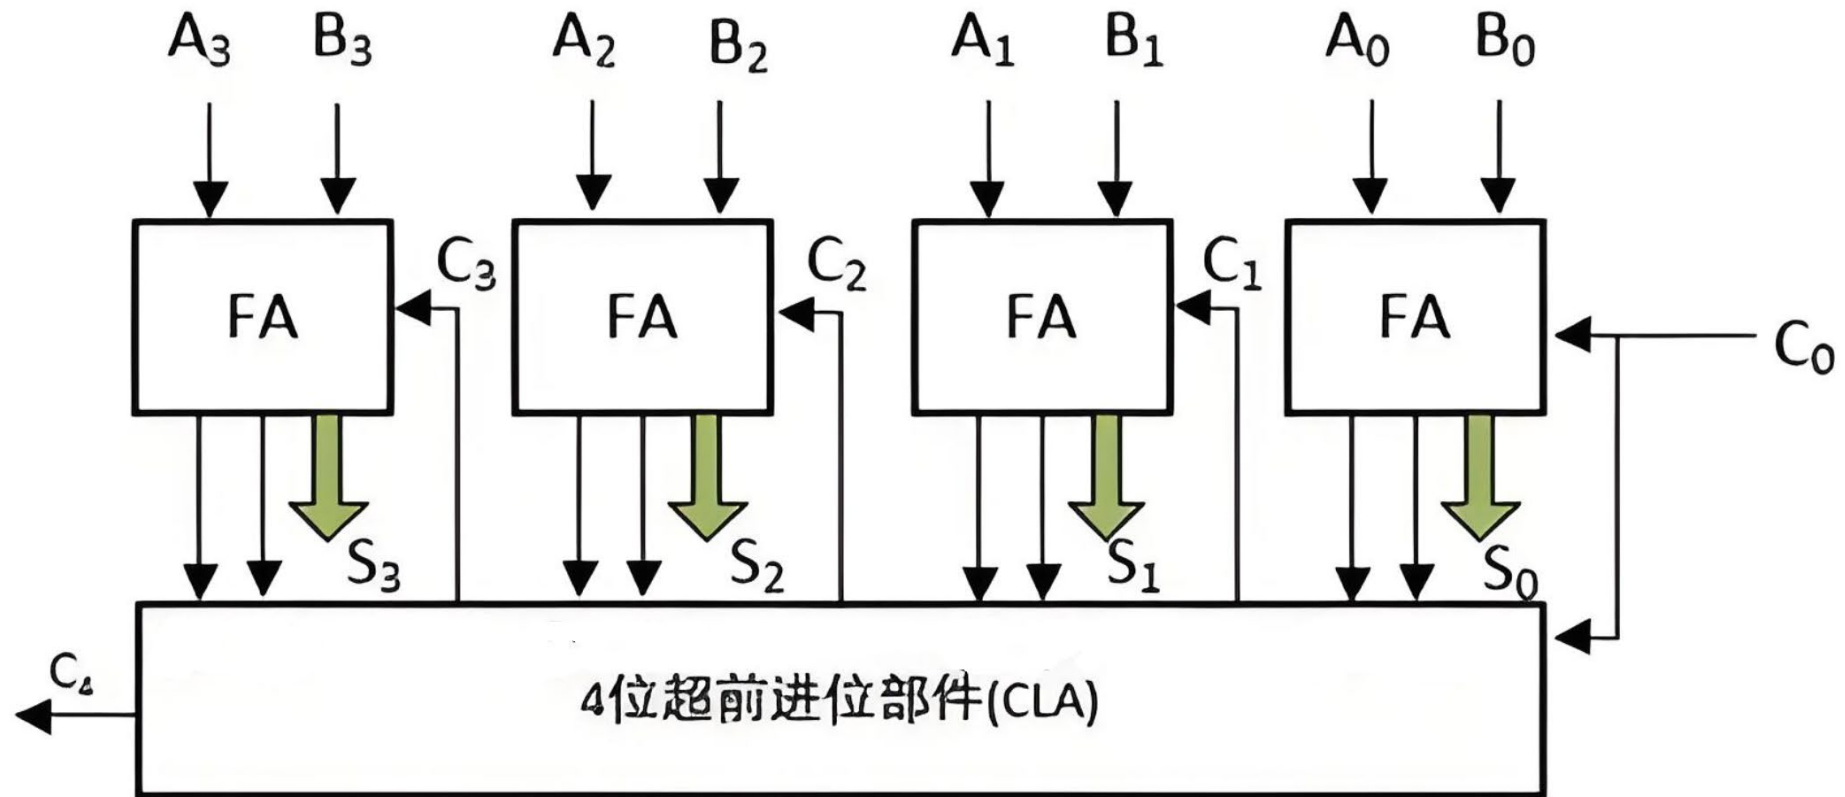 A₃ B₃ A₂ B₂ A₁ B₁ A₀ B₀
C₃ C₂ C₁
FA FA FA FA
C₀
S₃ S₂ S₁ S₀
C₄
4位超前进位部件(CLA)